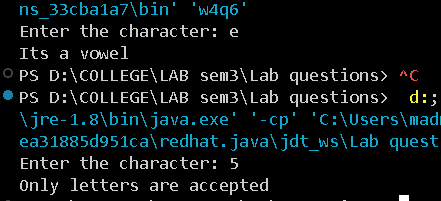 ns_33cba1a7\bin' 'w4q6'
Enter the character: e
Its a vowel
PS D:\COLLEGE\LAB sem3\Lab questions> ^C
PS D:\COLLEGE\LAB sem3\Lab questions>  d:;
\jre-1.8\bin\java.exe' '-cp' 'C:\Users\mad
ea31885d951ca\redhat.java\jdt_ws\Lab quest
Enter the character: 5
Only letters are accepted